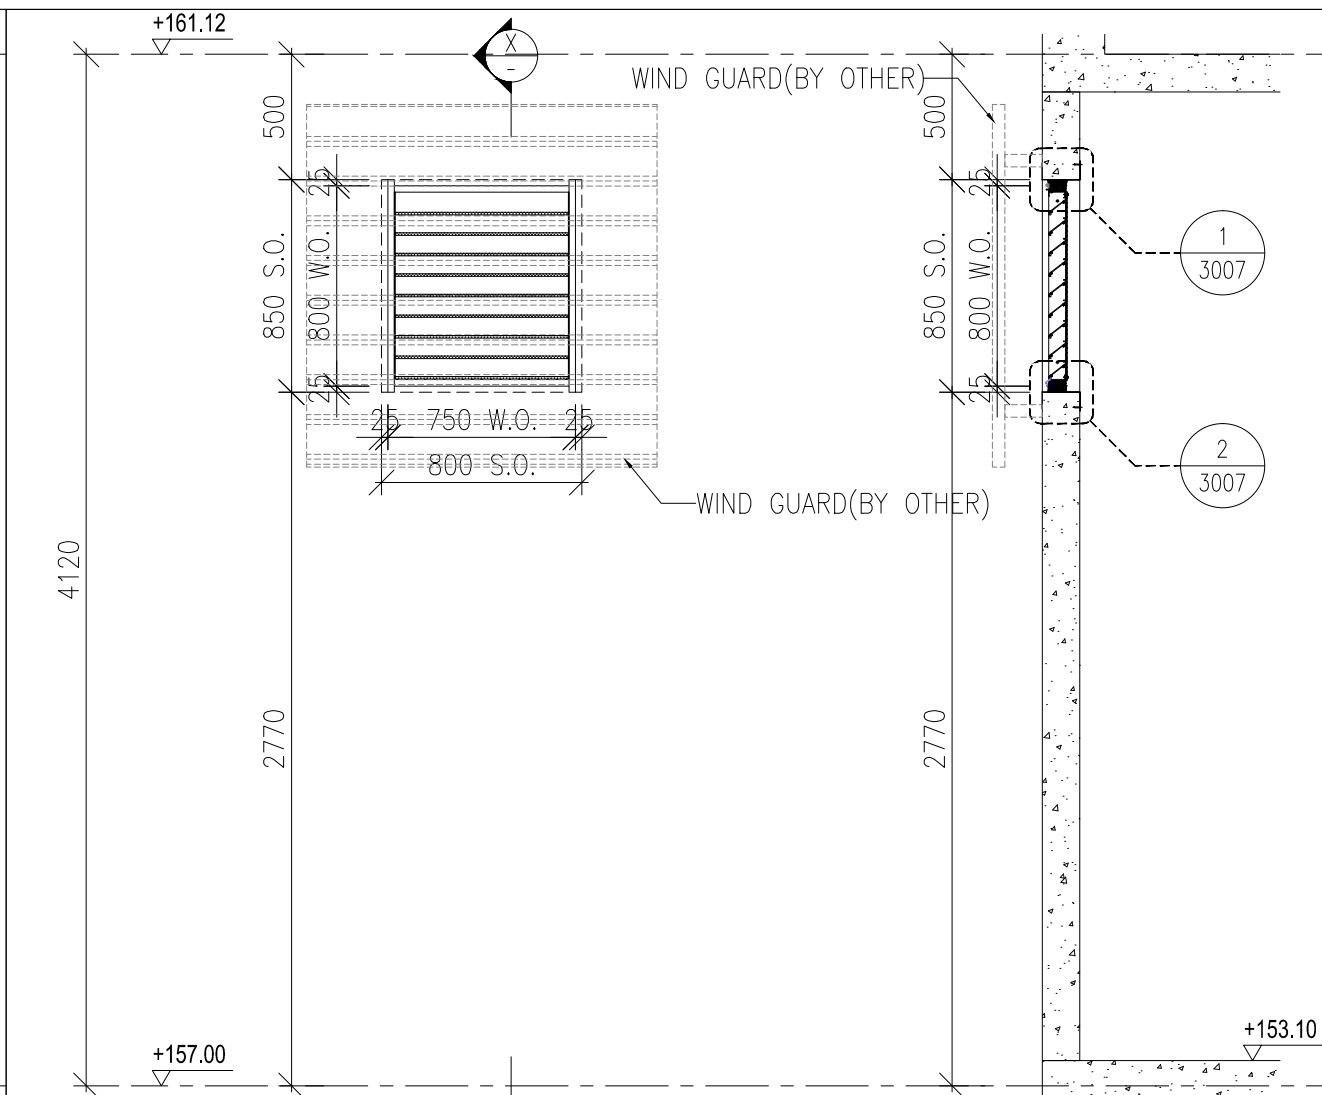 +161.12
X
-
WIND GUARD(BY OTHER)
500
500
25
25
850 S.O.
800 W.O.
850 S.O.
800 W.O.
1
3007
25
25
25 750 W.O. 25
800 S.O.
2
3007
WIND GUARD(BY OTHER)
4120
2770
2770
+157.00
+153.10